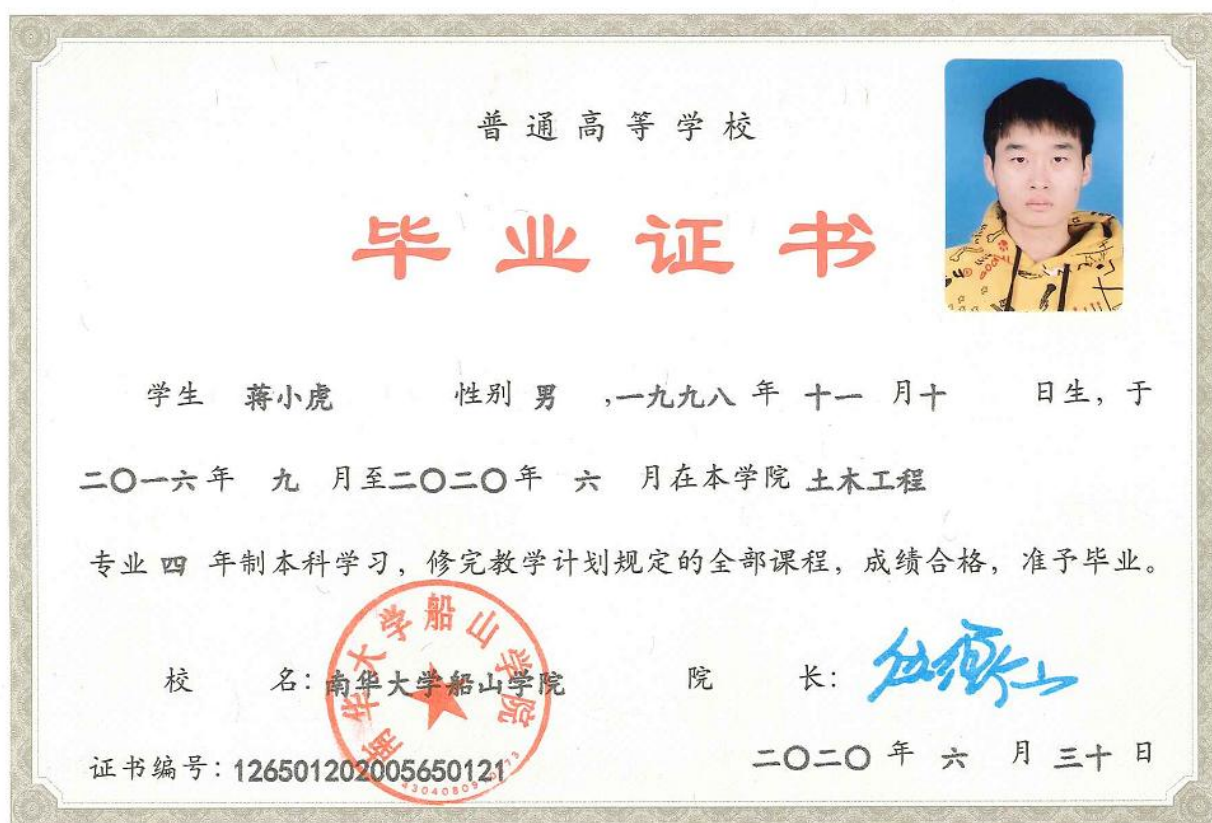 普通高等学校
毕业证书
学生 蒋小虎 性别 男 ,一九九八 年 十一 月十 日生，于
二〇一六年 九 月至二〇二〇年 六 月在本学院 土木工程
专业 四 年制本科学习，修完教学计划规定的全部课程，成绩合格，准予毕业。
南华大学船山学院
校 名：南华大学船山学院 院 长：
证书编号：126501202005650121 二〇二〇 年 六 月 三十 日